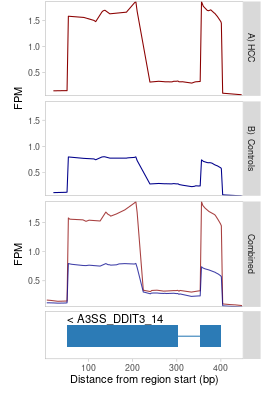 1.5
1.0
0.5
A) HCC
FPM
1.5
1.0
0.5
B) Controls
1.5
1.0
0.5
FPM
Combined
< A3SS_DDIT3_14
100 200 300 400
Distance from region start (bp)